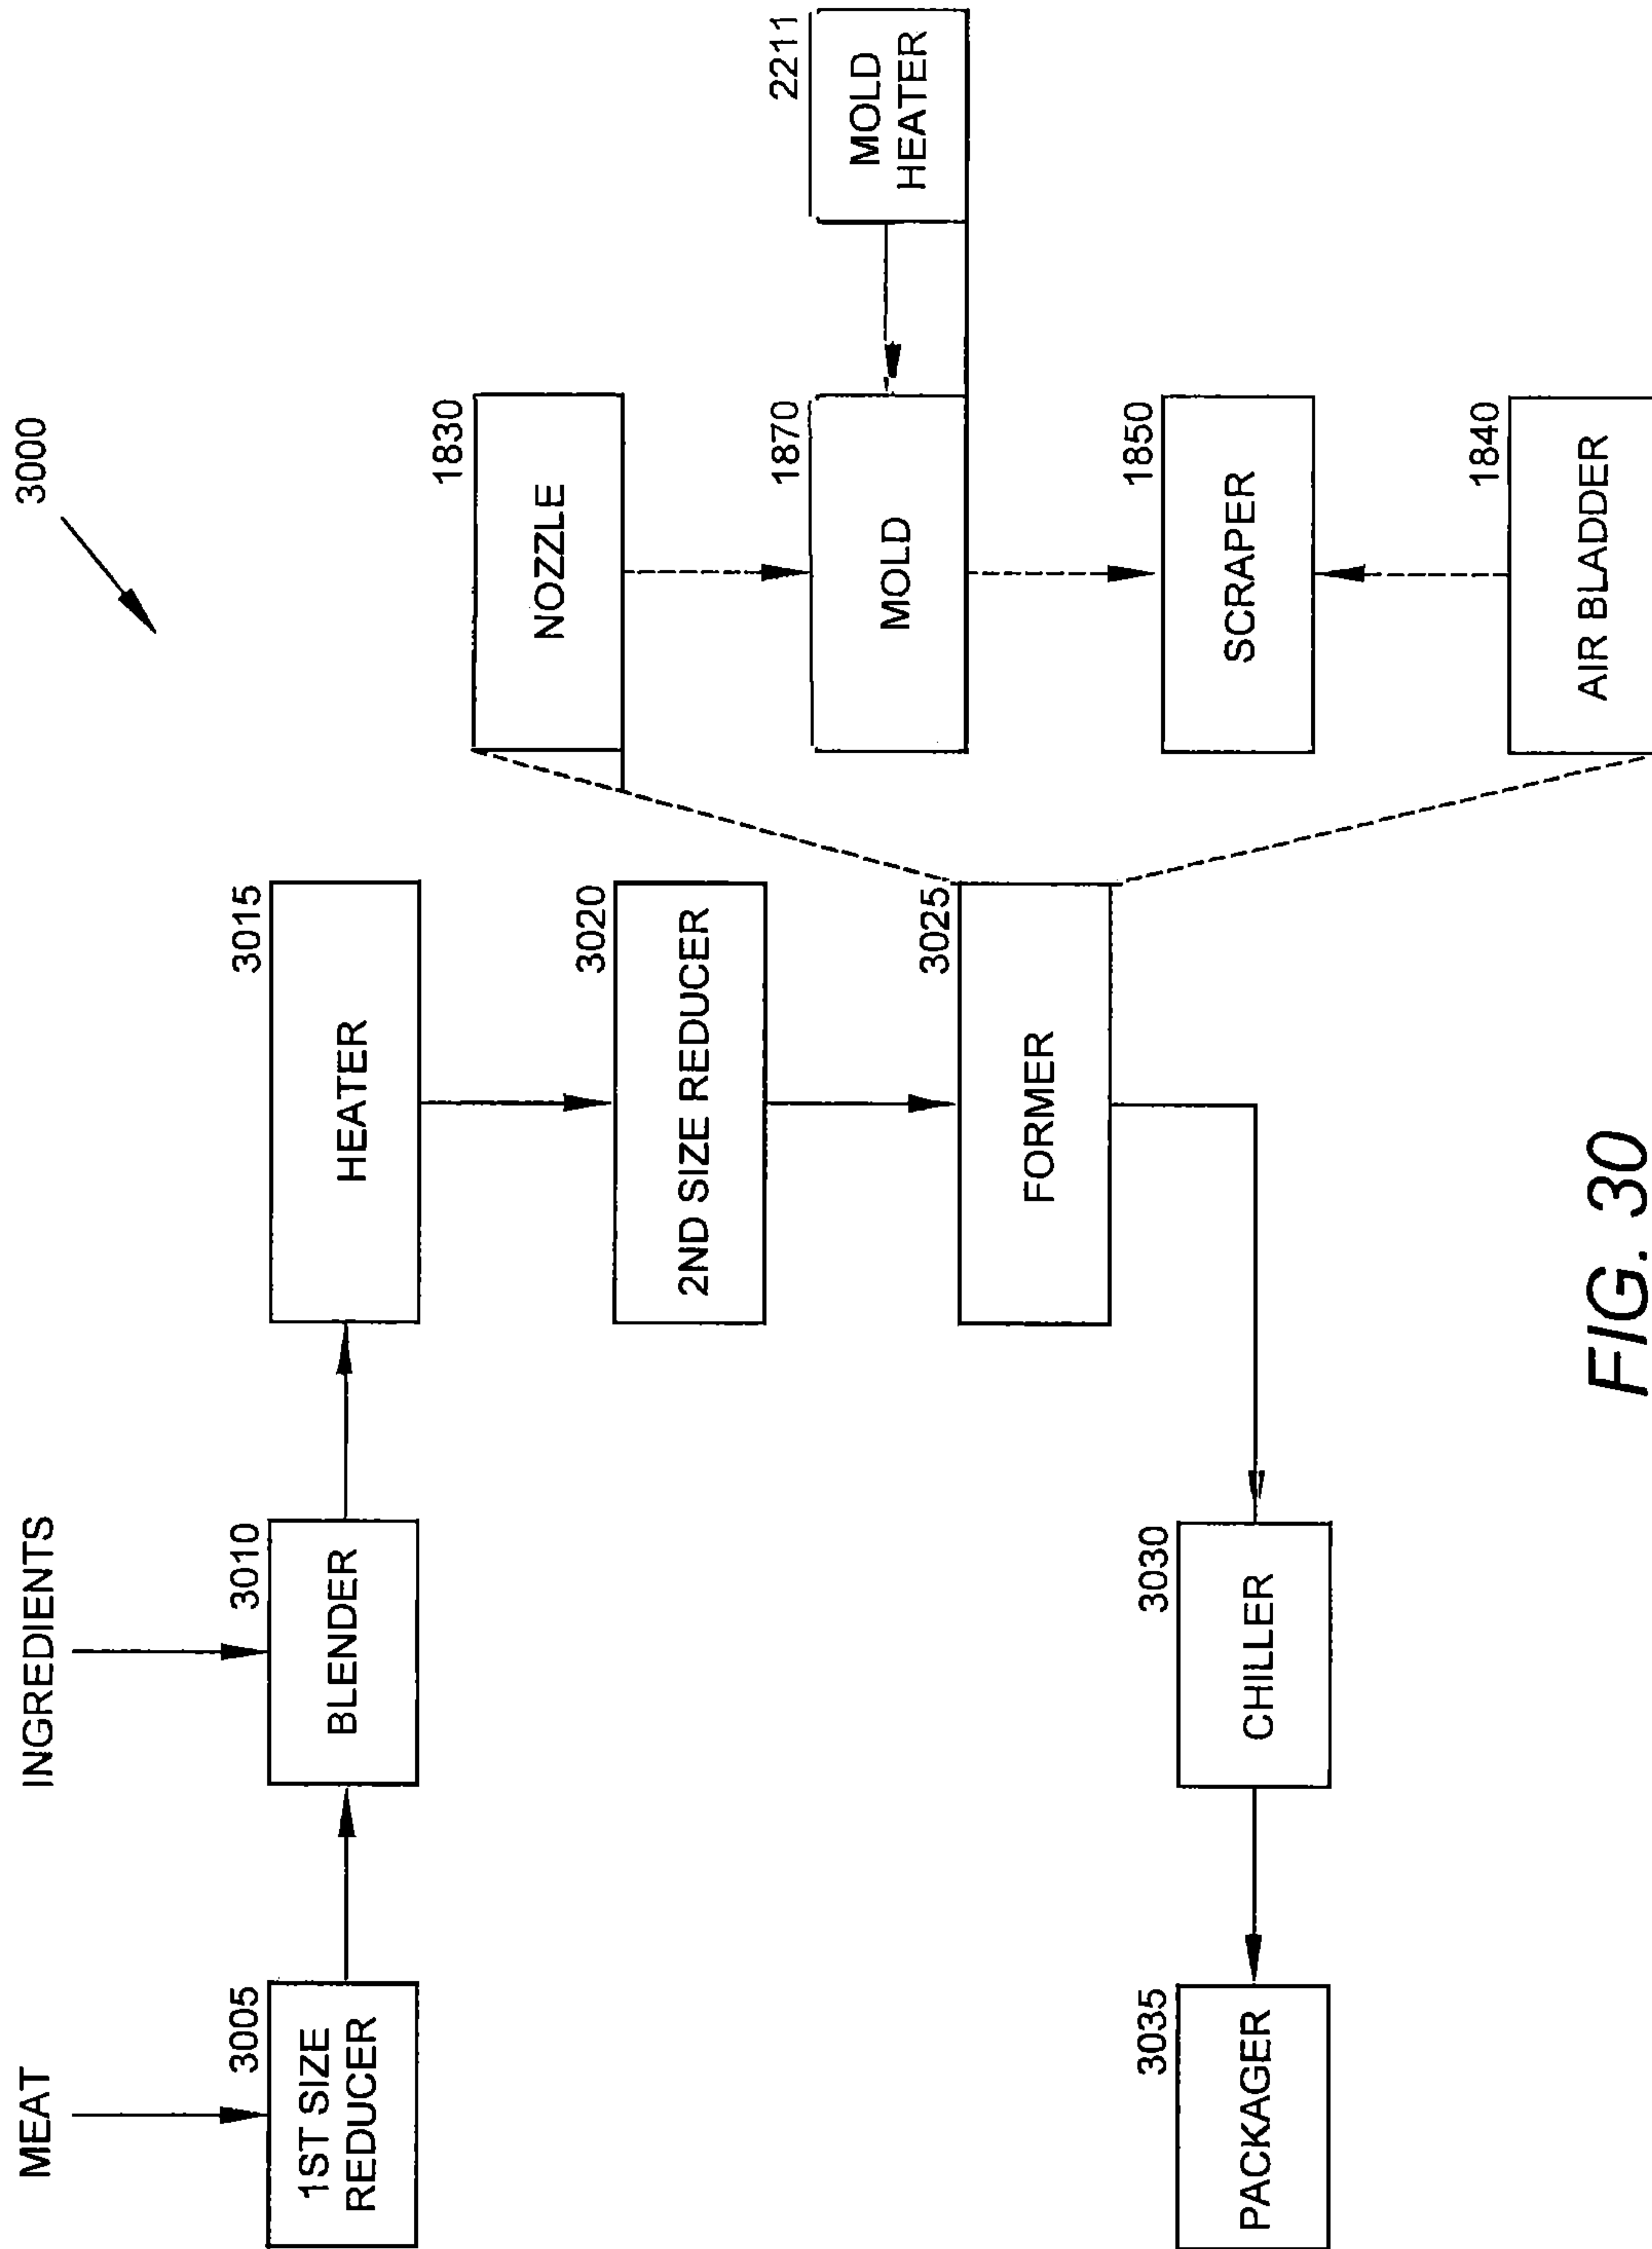 3000
MEAT
INGREDIENTS
3005
1ST SIZE
REDUCER
3010
BLENDER
3015
HEATER
3020
2ND SIZE REDUCER
3025
FORMER
3030
CHILLER
3035
PACKAGER
1830
NOZZLE
1870
MOLD
2211
MOLD
HEATER
1850
SCRAPER
1840
AIR BLADDER
FIG. 30